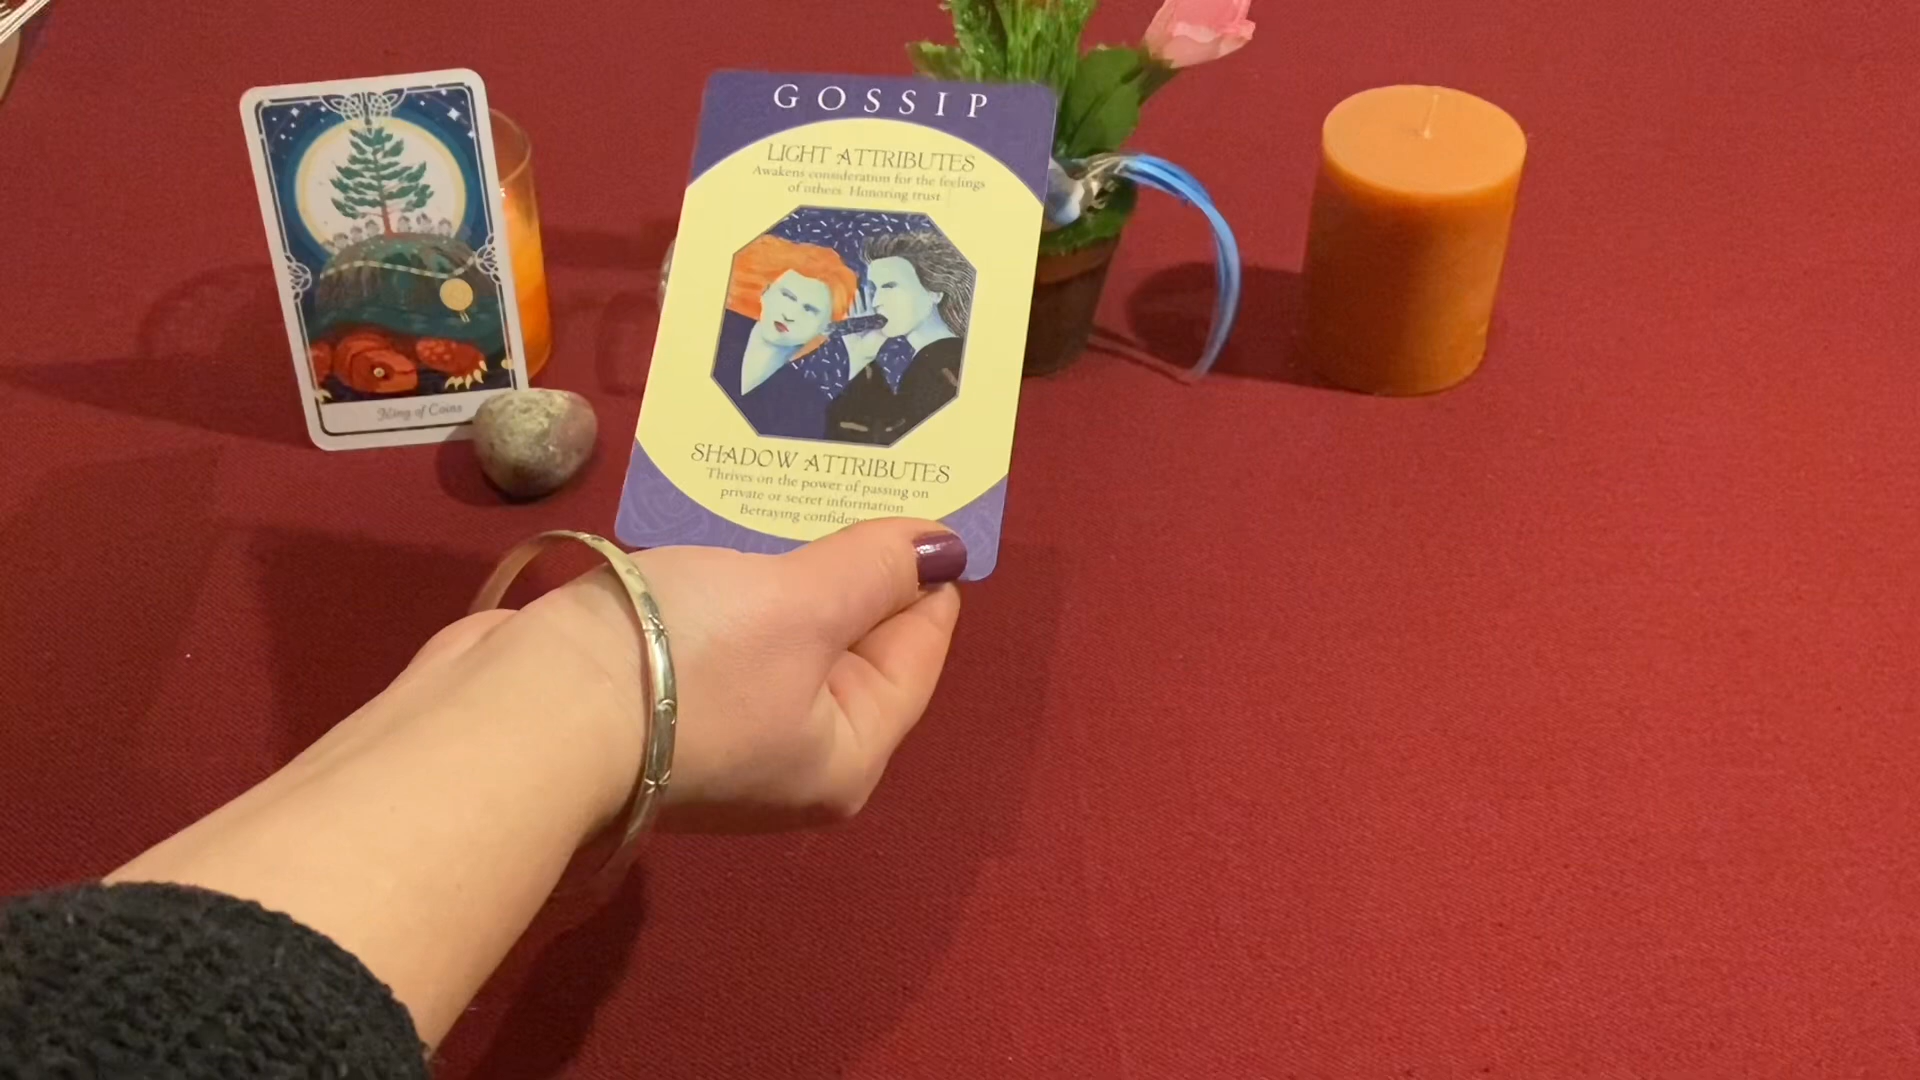 GOSSIP
LIGHT ATTRIBUTES
Awakens consideration for the feelings
of others Honoring trust
SHADOW ATTRIBUTES
Thrives on the power of passing on
private or secret information
Betraying confiden
King of Coins